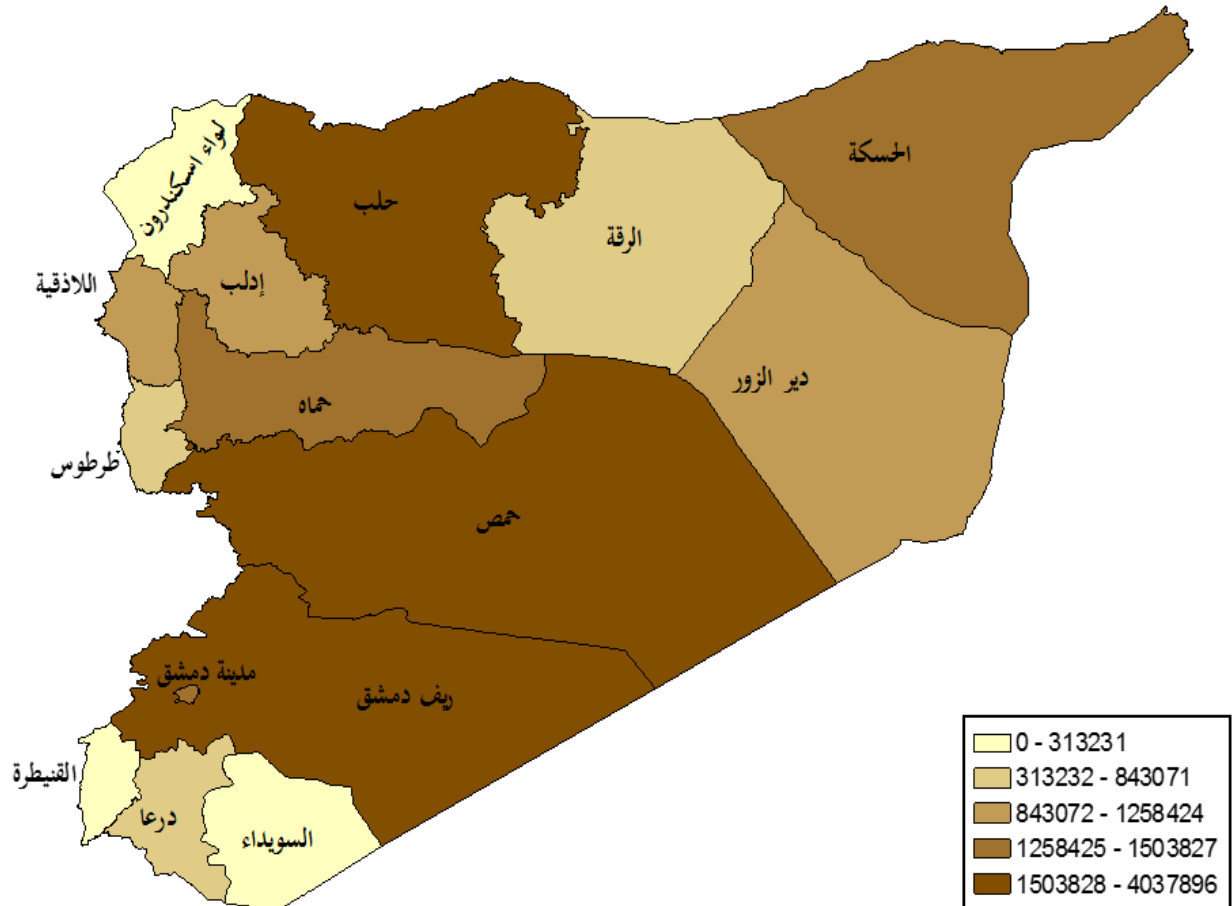 لواء اسكندرون
حلب
الحسكة
الرقة
اللاذقية
إدلب
دير الزور
حماه
طرطوس
حمص
مدينة دمشق
ريف دمشق
القنيطرة
درعا
السويداء
0 - 313231
313232 - 843071
843072 - 1258424
1258425 - 1503827
1503828 - 4037896